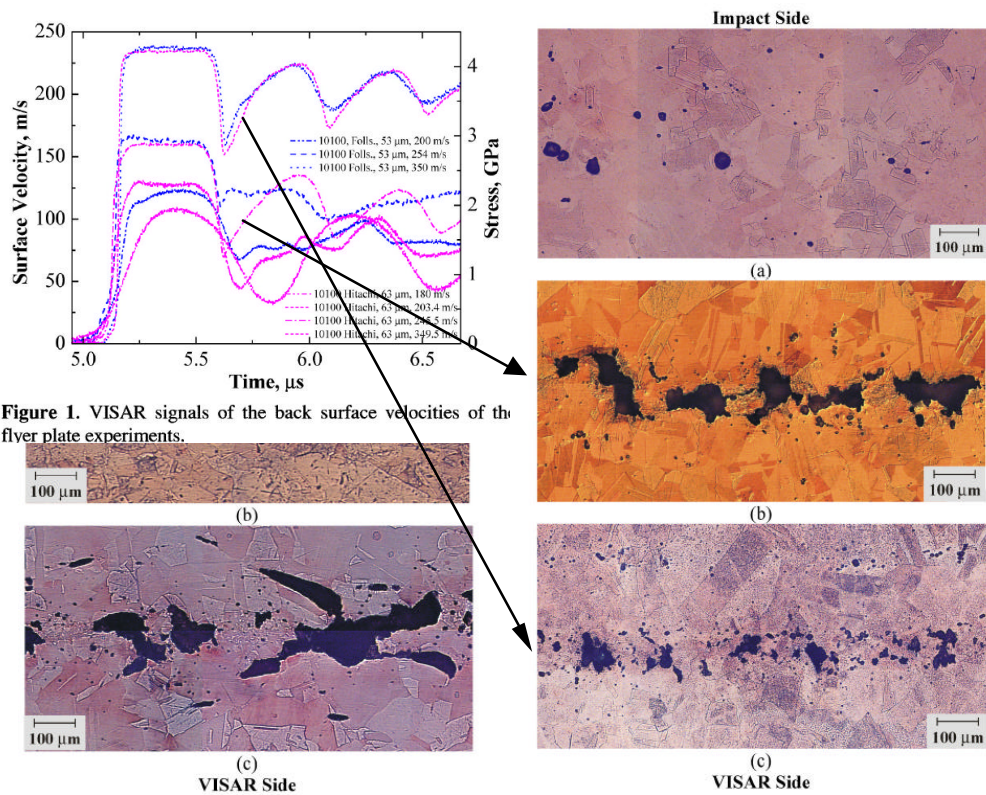 Impact Side
250
200
150
100
50
0
Surface Velocity, m/s
4
3
2
1
0
Stress, GPa
10100, Folls., 53 μm, 200 m/s
10100 Folls., 53 μm, 254 m/s
10100 Folls., 53 μm, 350 m/s
10100 Hitachi, 63 μm, 180 m/s
10100 Hitachi, 63 μm, 203.4 m/s
10100 Hitachi, 63 μm, 245.5 m/s
10100 Hitachi, 63 μm, 349.5 m/s
5.0
5.5
6.0
6.5
Time, μs
Figure 1. VISAR signals of the back surface velocities of the
flyer plate experiments.
100 μm
(b)
100 μm
(c)
VISAR Side
100 μm
(a)
100 μm
(b)
100 μm
(c)
VISAR Side